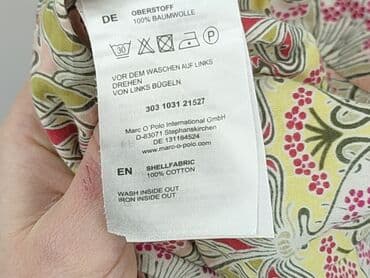 DE OBERSTOFF
100% BAUMWOLLE
30 P
VOR DEM WASCHEN AUF LINKS
DREHEN
VON LINKS BÜGELN
303 1031 21527
Marc O Polo International GmbH
D-83071 Stephanskirchen
DE 131184524
www.marc-o-polo.com
EN SHELLFABRIC
100% COTTON
WASH INSIDE OUT
IRON INSIDE OUT